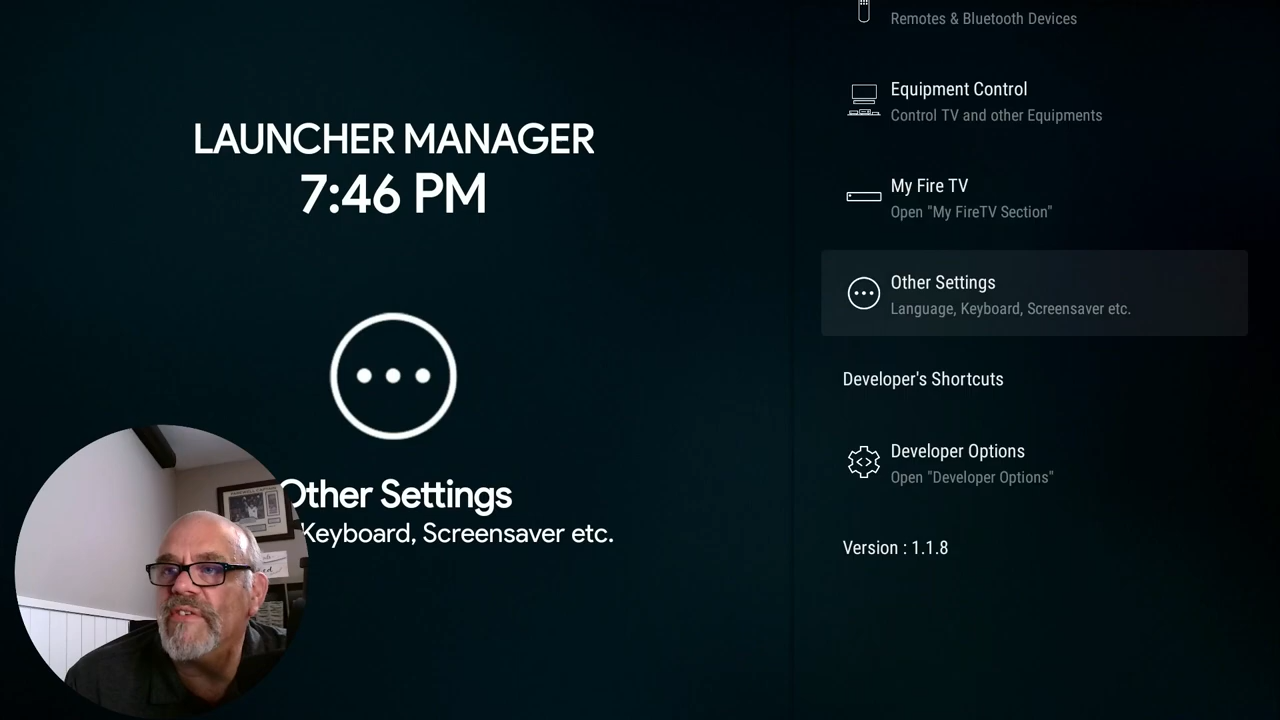 LAUNCHER MANAGER
7:46 PM
Other Settings
Keyboard, Screensaver etc.
Remotes & Bluetooth Devices
Equipment Control
Control TV and other Equipments
My Fire TV
Open "My FireTV Section"
Other Settings
Language, Keyboard, Screensaver etc.
Developer's Shortcuts
Developer Options
Open "Developer Options"
Version : 1.1.8